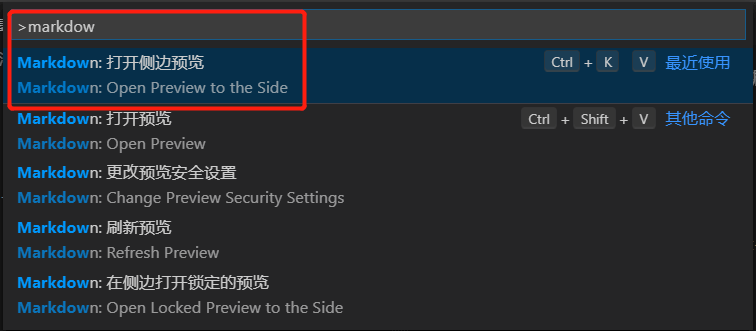 >markdow
Markdown: 打开侧边预览 Ctrl + K V 最近使用
Markdown: Open Preview to the Side
Markdown: 打开预览 Ctrl + Shift + V 其他命令
Markdown: Open Preview
Markdown: 更改预览安全设置
Markdown: Change Preview Security Settings
Markdown: 刷新预览
Markdown: Refresh Preview
Markdown: 在侧边打开锁定的预览
Markdown: Open Locked Preview to the Side